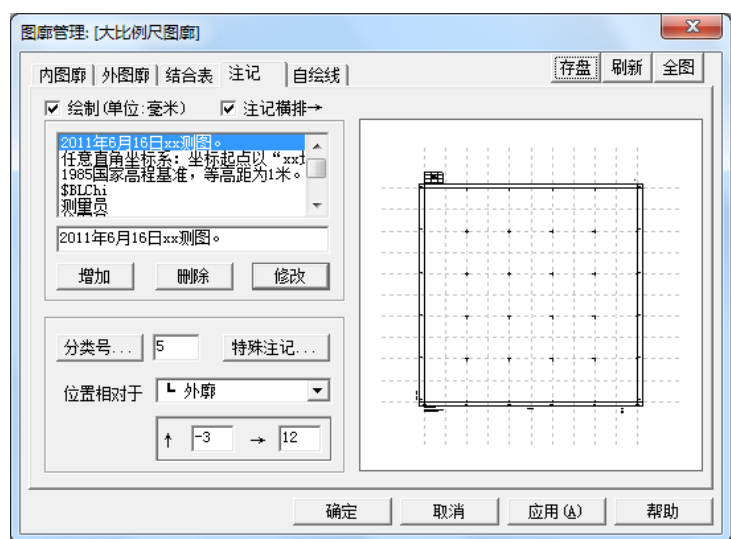 图廓管理: [大比例尺图廓]
存盘 刷新 全图
内图廓 外图廓 结合表 注记 自绘线
绘制(单位:毫米) 注记横排→
2011年6月16日xx测图。
任意直角坐标系: 坐标起点以“xx
1985国家高程基准, 等高距为1米。
$BLChi
测量员
2011年6月16日xx测图。
增加 删除 修改
分类号... 5 特殊注记...
位置相对于 ┗ 外廓
↑ -3 → 12
确定 取消 应用(A) 帮助